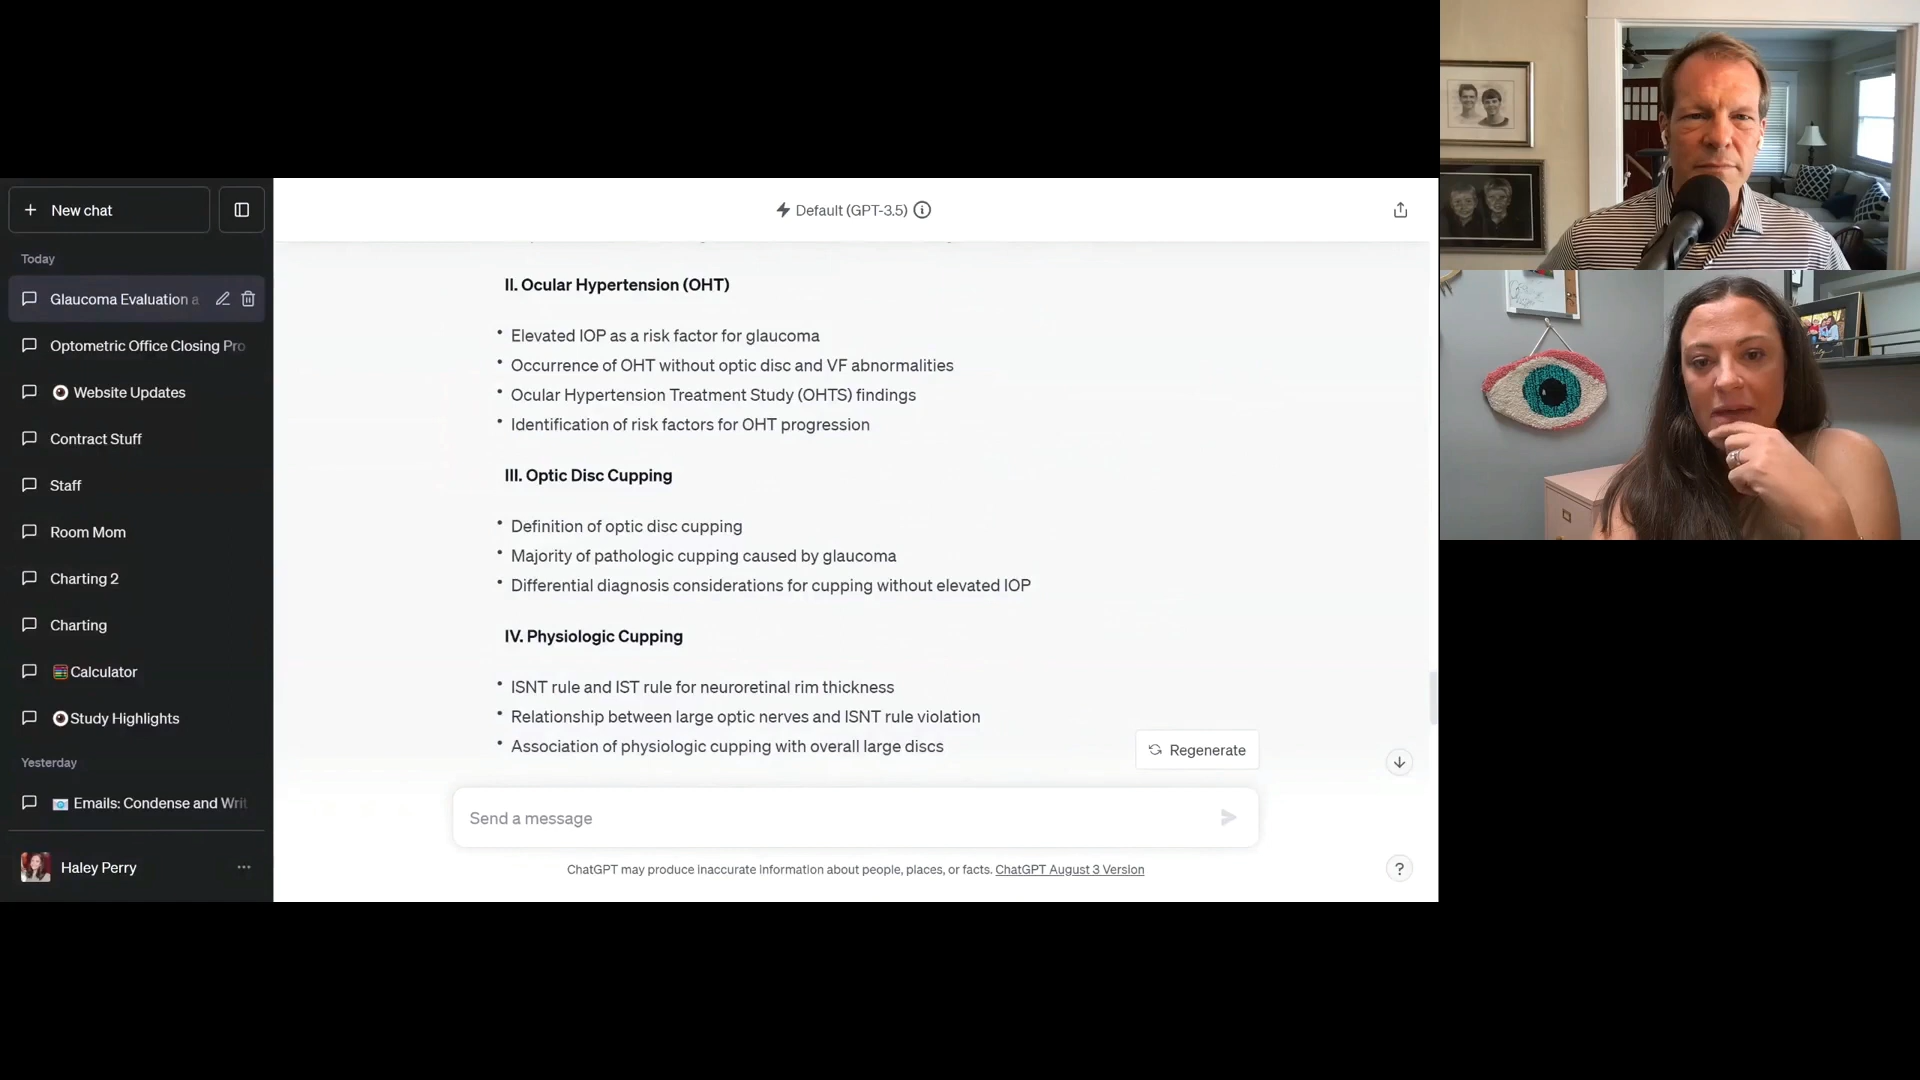 New chat
Default (GPT-3.5)
Today
Glaucoma Evaluation a
Optometric Office Closing Pro
Website Updates
Contract Stuff
Staff
Room Mom
Charting 2
Charting
Calculator
Study Highlights
Yesterday
Emails: Condense and Writ
Haley Perry
II. Ocular Hypertension (OHT)
• Elevated IOP as a risk factor for glaucoma
• Occurrence of OHT without optic disc and VF abnormalities
• Ocular Hypertension Treatment Study (OHTS) findings
• Identification of risk factors for OHT progression
III. Optic Disc Cupping
• Definition of optic disc cupping
• Majority of pathologic cupping caused by glaucoma
• Differential diagnosis considerations for cupping without elevated IOP
IV. Physiologic Cupping
• ISNT rule and IST rule for neuroretinal rim thickness
• Relationship between large optic nerves and ISNT rule violation
• Association of physiologic cupping with overall large discs
Regenerate
Send a message
ChatGPT may produce inaccurate information about people, places, or facts. ChatGPT August 3 Version
?